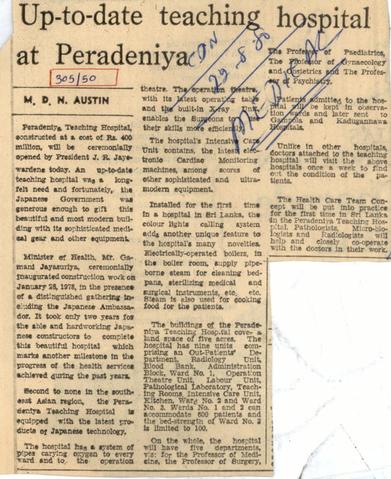 Up-to-date teaching hospital
at Peradeniya
CDN
29-8-80
305/50
M. D. N. AUSTIN
Peradeniya Teaching Hospital,
constructed at a cost of Rs. 400
million, will be ceremonially
opened by President J. R. Jaye-
wardene today. An up-to-date
teaching hospital was a long-
felt need and fortunately, the
Japanese Government was
generous enough to gift this
beautiful and most modern buil-
ding with its sophisticated medi-
cal gear and other equipment.
Minister of Health, Mr. Ga-
mani Jayasuriya, ceremonially
inaugurated construction work on
January 28, 1978, in the presence
of a distinguished gathering in-
cluding the Japanese Ambassa-
dor. It took only two years for
the able and hardworking Japa-
nese constructors to complete
this beautiful hospital which
marks another milestone in the
progress of the health services
achieved during the past years.
Second to none in the south-
east Asian region, the Pera-
deniya Teaching Hospital is
equipped with the latest pro-
ducts of Japanese technology.
The hospital has a system of
pipes carrying oxygen to every
ward and to, the operation
theatre. The operation theatre,
with its latest operating table
and the built-in X-ray Unit
enables the Surgeons to use
their skills more efficiently.
The hospital's Intensive Care
Unit contains, the latest elec-
tronic Cardiac Monitoring
machines, among scores of
other sophisticated and ultra-
modern equipment.
Installed for the first time
in a hospital in Sri Lanka, the
colour lights calling system
adds another unique feature to
the hospital's many novelties.
Electrically-operated boilers, in
the boiler room, supply pipe-
borne steam for cleaning bed-
pans, sterilizing medical and
surgical instruments, etc. etc.
Steam is also used for cooking
food for the patients.
The buildings of the Perade-
niya Teaching Hospital cover a
land space of five acres. The
hospital has nine units com-
prising an Out-Patients' De-
partment, Radiology Unit,
Blood Bank, Administration
Block, Ward No. 1, Operation
Theatre Unit, Labour Unit,
Pathological Laboratory, Teach-
ing Rooms, Intensive Care Unit,
Kitchen, Ward No. 2 and Ward
No. 3. Wards No. 1 and 2 can
accommodate 600 patients and
the bed-strength of Ward No. 2
is limited to 100.
On the whole, the hospital
will have five departments,
viz: for the Professor of Medi-
cine, the Professor of Surgery,
The Professor of Paediatrics,
The Professor of Gynaecology
and Obstetrics and The Profes-
sor of Psychiatry.
Patients admitted to the hos-
pital will be kept in observa-
tion wards and later sent to
Gampola and Kadugannawa
Hospitals.
Unlike in other hospitals,
doctors attached to the teaching
hospital will visit the above
hospitals once a week to find
out the condition of the pa-
tients.
The Health Care Team Con-
cept will be put into practice
for the first time in Sri Lanka
in the Peradeniya Teaching Hos-
pital. Pathologists, Micro-bio-
logists and Radiologists will
help and closely co-operate
with the doctors in their work.